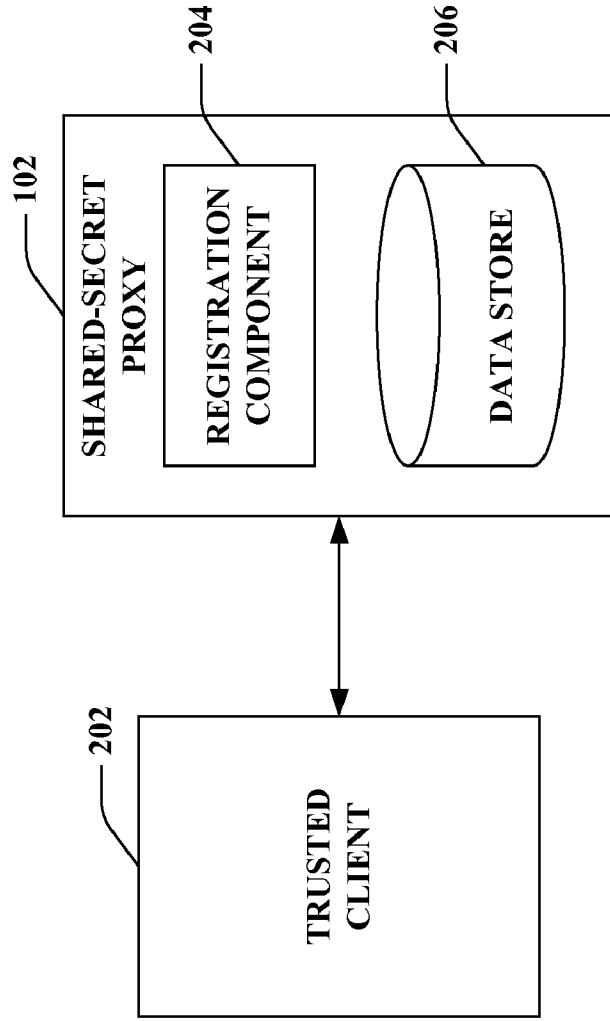 102
SHARED-SECRET
PROXY
204
REGISTRATION
COMPONENT
206
DATA STORE
202
TRUSTED
CLIENT